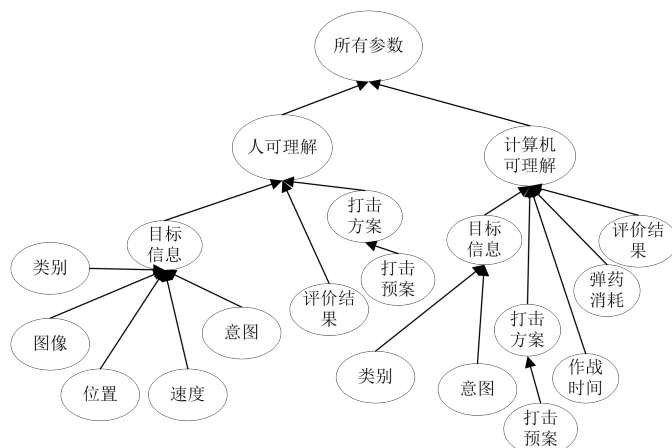 所有参数
人可理解
计算机
可理解
目标
信息
打击
方案
打击
预案
评价结
果
类别
图像
位置
速度
意图
目标
信息
类别
意图
打击
方案
打击
预案
作战
时间
弹药
消耗
评价结
果